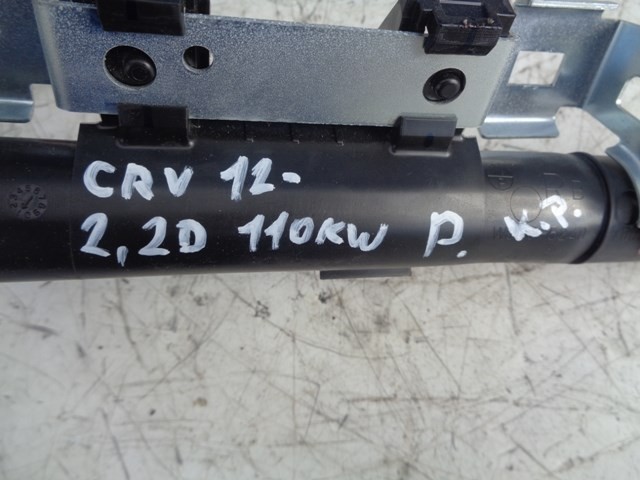 CRV 12-
2,2D 110KW P. K.P.